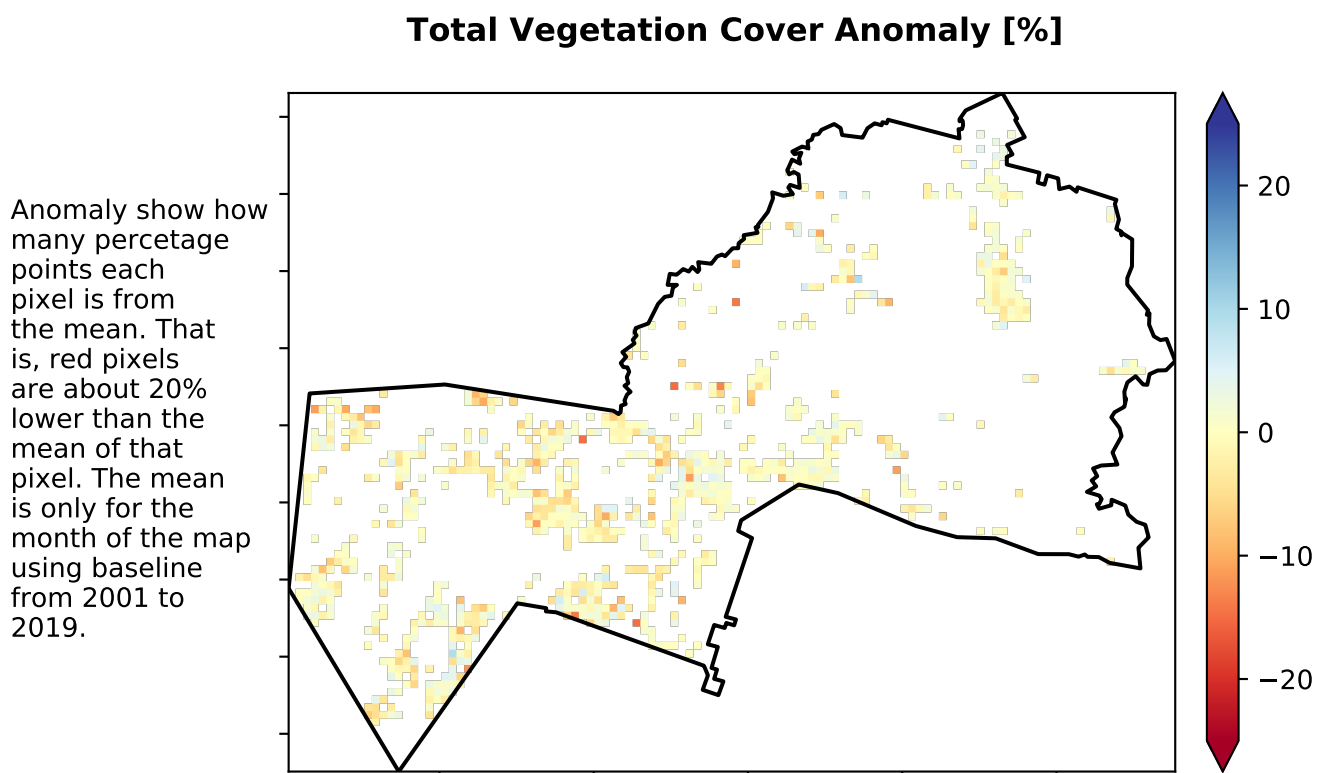 Total Vegetation Cover Anomaly [%]
Anomaly show how
many percetage
points each
pixel is from
the mean. That
is, red pixels
are about 20%
lower than the
mean of that
pixel. The mean
is only for the
month of the map
using baseline
from 2001 to
2019.
20
10
0
−10
−20